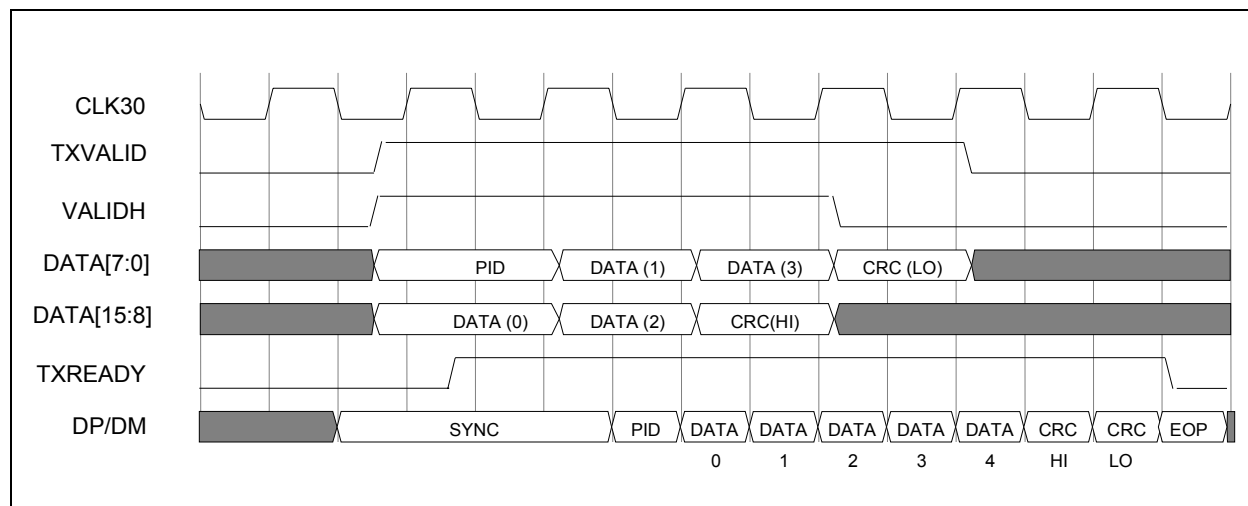 CLK30
TXVALID
VALIDH
DATA[7:0] PID DATA (1) DATA (3) CRC (LO)
DATA[15:8] DATA (0) DATA (2) CRC(HI)
TXREADY
DP/DM SYNC PID DATA DATA DATA DATA DATA CRC CRC EOP
0 1 2 3 4 HI LO